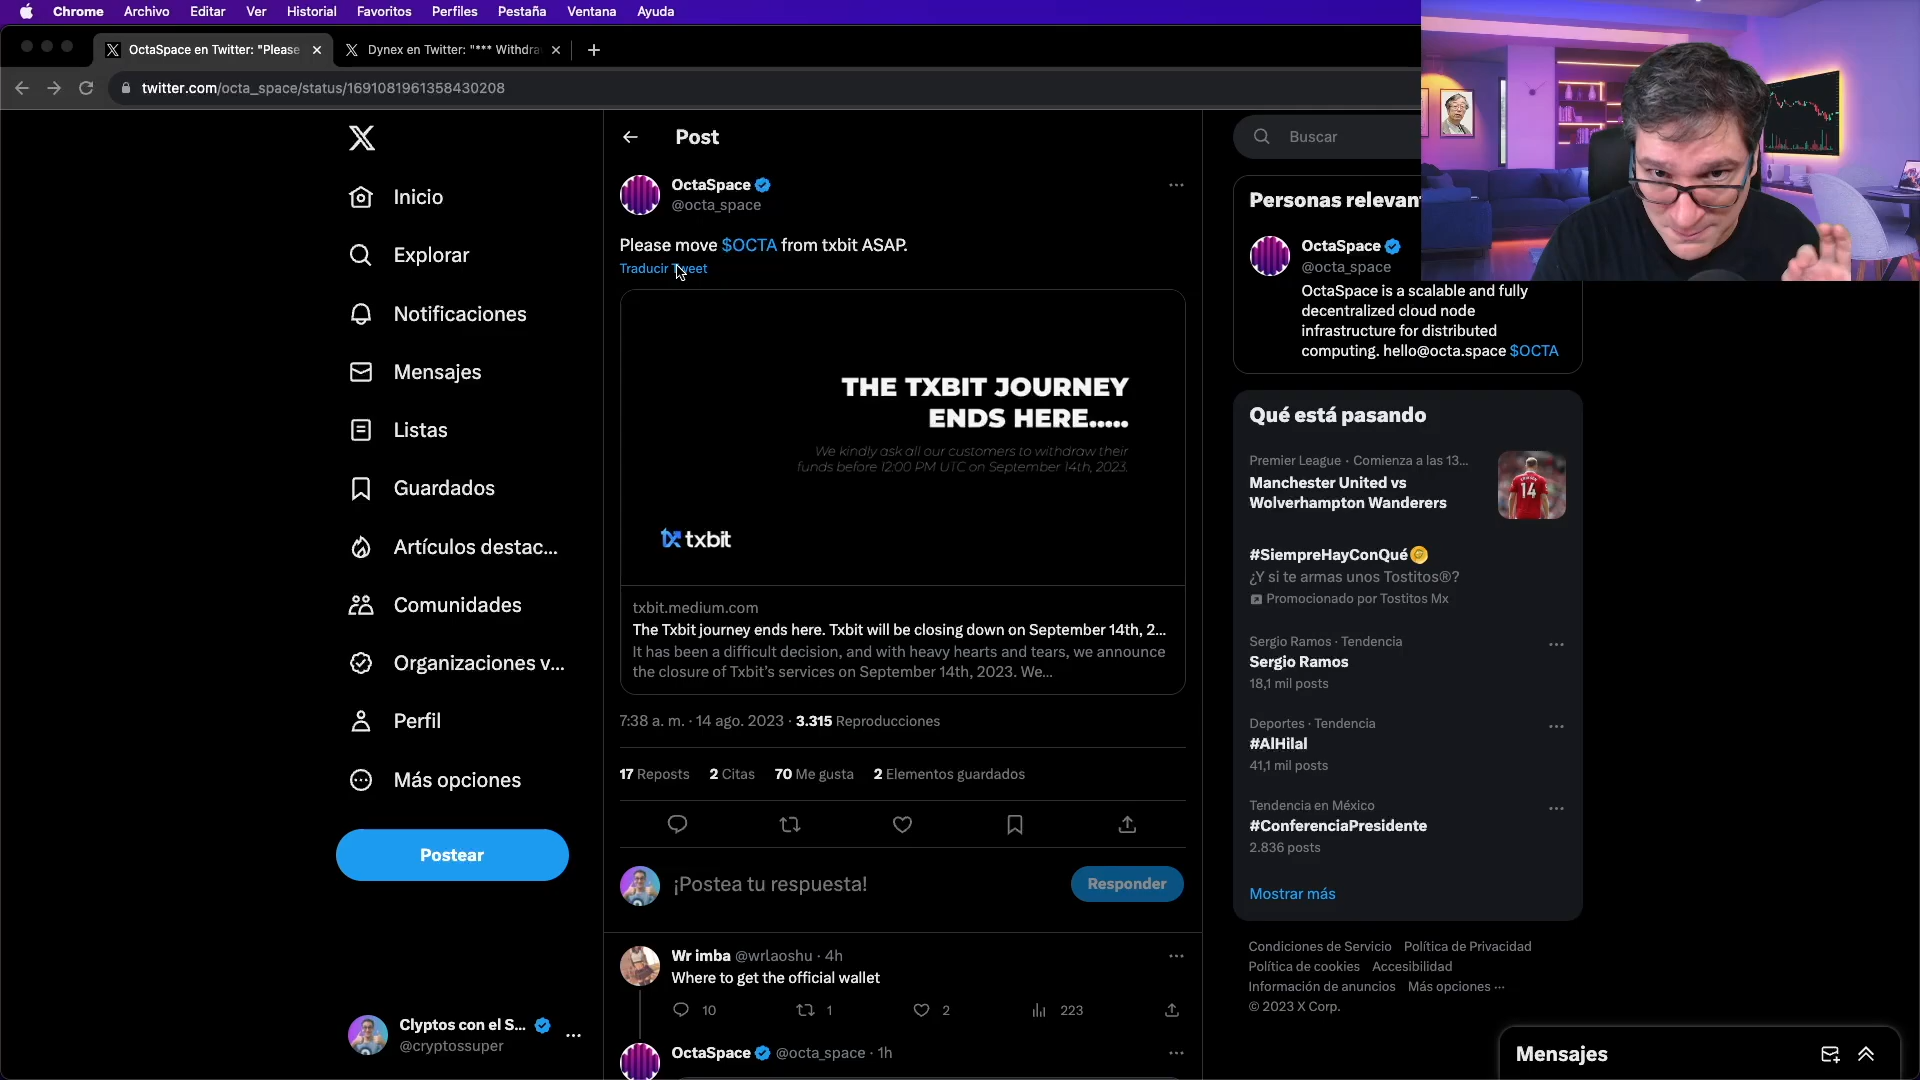 Chrome Archivo Editar Ver Historial Favoritos Perfiles Pestaña Ventana Ayuda
OctaSpace en Twitter: "Please
Dynex en Twitter: "*** Withdra
twitter.com/octa_space/status/1691081961358430208
Inicio
Explorar
Notificaciones
Mensajes
Listas
Guardados
Artículos destac...
Comunidades
Organizaciones v...
Perfil
Más opciones
Postear
Clyptos con el S...
@cryptossuper
Post
OctaSpace
@octa_space
Please move $OCTA from txbit ASAP.
Traducir Tweet
THE TXBIT JOURNEY
ENDS HERE.....
We kindly ask all our customers to withdraw their
funds before 12:00 PM UTC on September 14th, 2023.
txbit
txbit.medium.com
The Txbit journey ends here. Txbit will be closing down on September 14th, 2...
It has been a difficult decision, and with heavy hearts and tears, we announce
the closure of Txbit's services on September 14th, 2023. We...
7:38 a. m. · 14 ago. 2023 · 3.315 Reproducciones
17 Reposts 2 Citas 70 Me gusta 2 Elementos guardados
¡Postea tu respuesta!
Responder
Wr imba @wrlaoshu · 4h
Where to get the official wallet
10 1 2 223
OctaSpace @octa_space · 1h
Buscar
Personas relevan
OctaSpace
@octa_space
OctaSpace is a scalable and fully
decentralized cloud node
infrastructure for distributed
computing. hello@octa.space $OCTA
Qué está pasando
Premier League · Comienza a las 13...
Manchester United vs
Wolverhampton Wanderers
14
#SiempreHayConQué
¿Y si te armas unos Tostitos®?
Promocionado por Tostitos Mx
Sergio Ramos · Tendencia
Sergio Ramos
18,1 mil posts
Deportes · Tendencia
#AlHilal
41,1 mil posts
Tendencia en México
#ConferenciaPresidente
2.836 posts
Mostrar más
Condiciones de Servicio Política de Privacidad
Política de cookies Accesibilidad
Información de anuncios Más opciones ···
© 2023 X Corp.
Mensajes